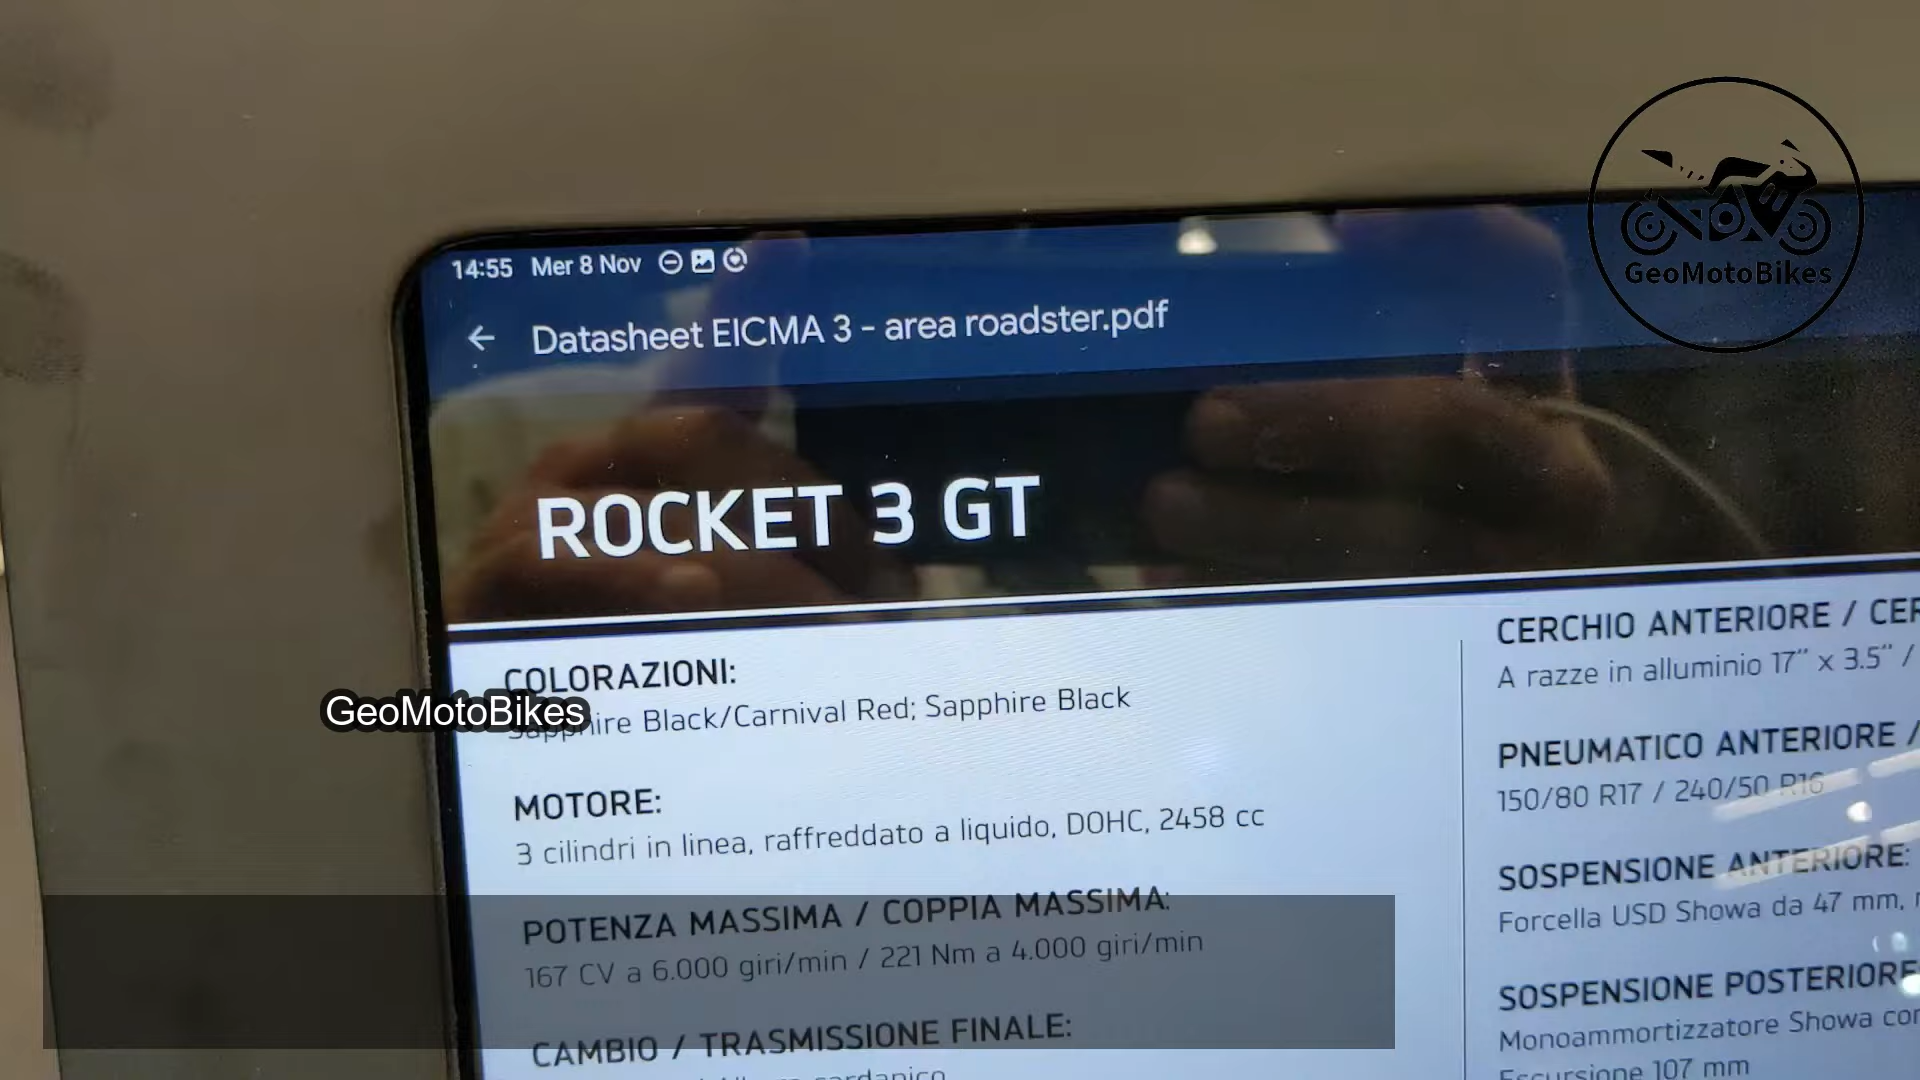 GeoMotoBikes
14:55 Mer 8 Nov
Datasheet EICMA 3 - area roadster.pdf
ROCKET 3 GT
COLORAZIONI:
Sapphire Black/Carnival Red; Sapphire Black
GeoMotoBikes
MOTORE:
3 cilindri in linea, raffreddato a liquido, DOHC, 2458 cc
POTENZA MASSIMA / COPPIA MASSIMA:
167 CV a 6.000 giri/min / 221 Nm a 4.000 giri/min
CAMBIO / TRASMISSIONE FINALE:
cardanico
CERCHIO ANTERIORE /
A razze in alluminio 17" x 3.5" /
PNEUMATICO ANTERIORE /
150/80 R17 / 240/50 R16
SOSPENSIONE ANTERIORE:
Forcella USD Showa da 47 mm,
SOSPENSIONE POSTERIORE
Monoammortizzatore Showa con
Escursione 107 mm